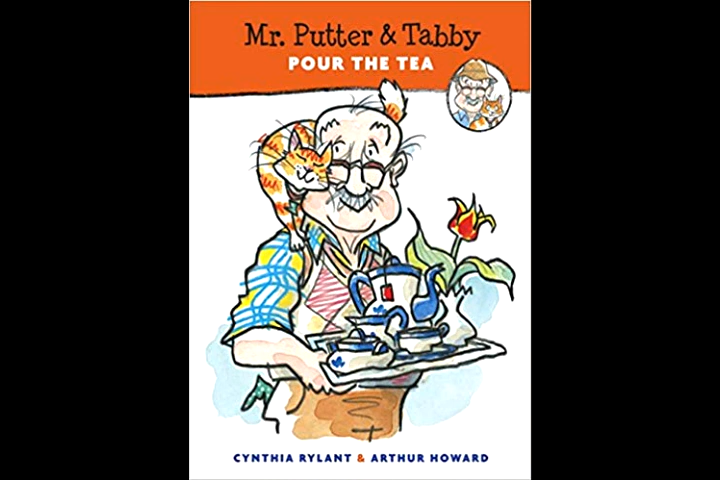 Mr. Putter & Tabby
POUR THE TEA
CYNTHIA RYLANT & ARTHUR HOWARD